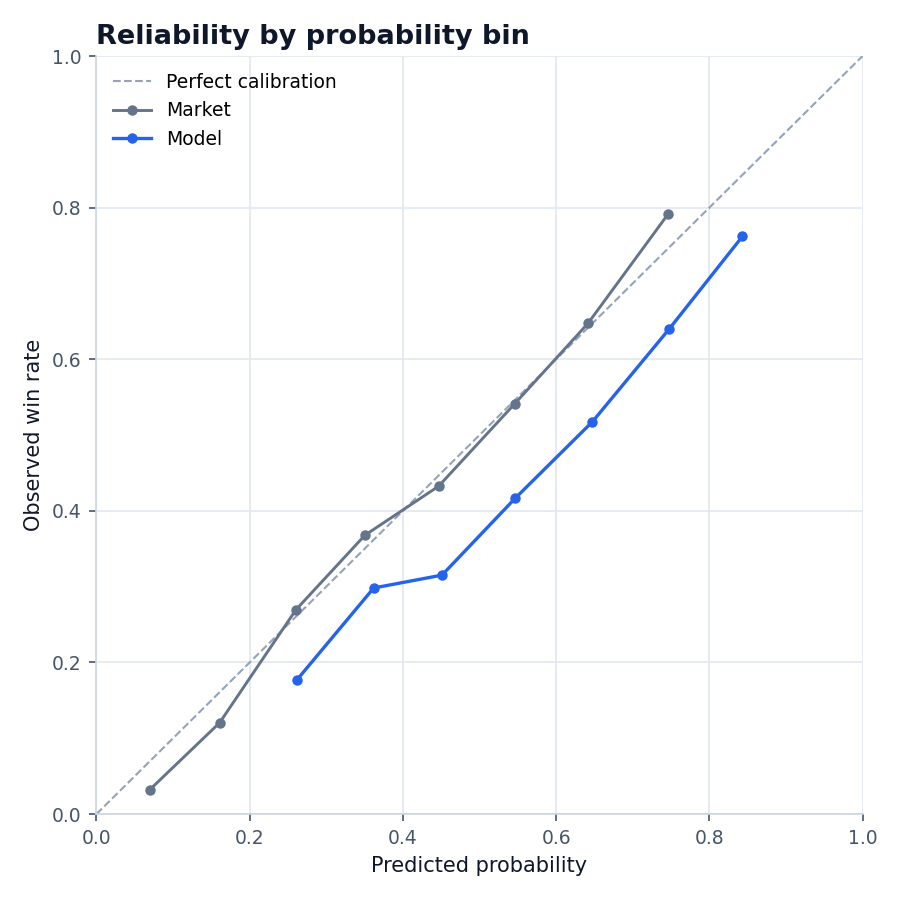 Reliability by probability bin
Perfect calibration
Market
Model
Observed win rate
1.0
0.8
0.6
0.4
0.2
0.0
0.0 0.2 0.4 0.6 0.8 1.0
Predicted probability